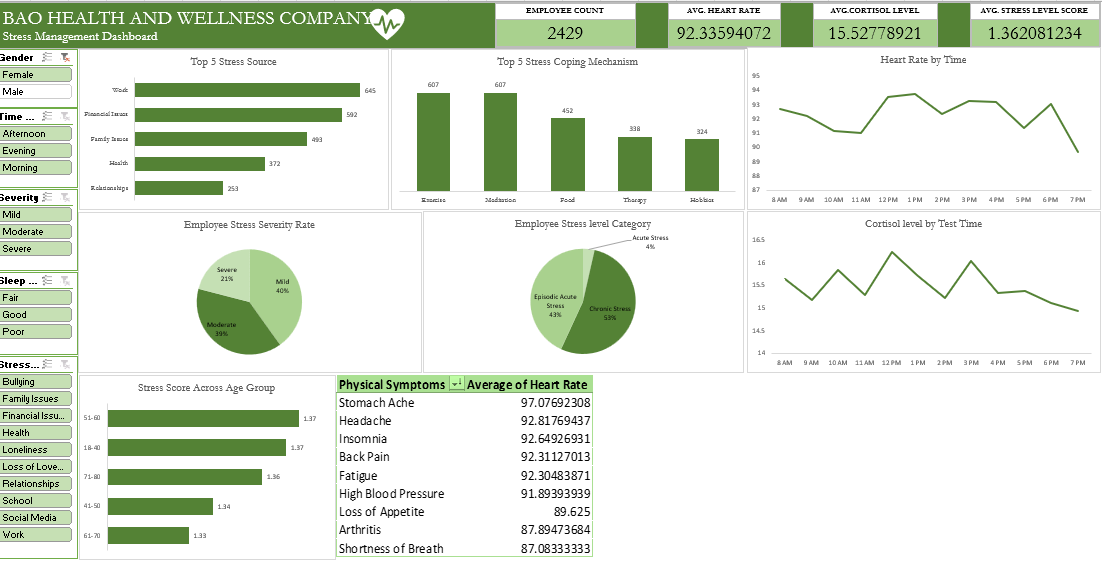 BAO HEALTH AND WELLNESS COMPANY
Stress Management Dashboard
EMPLOYEE COUNT
2429
AVG. HEART RATE
92.33594072
AVG.CORTISOL LEVEL
15.52778921
AVG. STRESS LEVEL SCORE
1.362081234
Gender
Female
Male
Time ...
Afternoon
Evening
Morning
Severity
Mild
Moderate
Severe
Sleep ...
Fair
Good
Poor
Stress...
Bullying
Family Issues
Financial Issu...
Health
Loneliness
Loss of Love...
Relationships
School
Social Media
Work
Top 5 Stress Source
Work 645
Financial Issues 592
Family Issues 493
Health 372
Relationships 253
Top 5 Stress Coping Mechanism
607 607 452 338 324
Exercise Meditation Food Therapy Hobbies
Heart Rate by Time
95
94
93
92
91
90
89
88
87
8 AM 9 AM 10 AM 11 AM 12 PM 1 PM 2 PM 3 PM 4 PM 5 PM 6 PM 7 PM
Employee Stress Severity Rate
Severe
21%
Mild
40%
Moderate
39%
Employee Stress level Category
Acute Stress
4%
Episodic Acute
Stress
43%
Chronic Stress
53%
Cortisol level by Test Time
16.5
16
15.5
15
14.5
14
8 AM 9 AM 10 AM 11 AM 12 PM 1 PM 2 PM 3 PM 4 PM 5 PM 6 PM 7 PM
Stress Score Across Age Group
51-60 1.37
18-40 1.37
71-80 1.36
41-50 1.34
61-70 1.33
Physical Symptoms Average of Heart Rate
Stomach Ache 97.07692308
Headache 92.81769437
Insomnia 92.64926931
Back Pain 92.31127013
Fatigue 92.30483871
High Blood Pressure 91.89393939
Loss of Appetite 89.625
Arthritis 87.89473684
Shortness of Breath 87.08333333